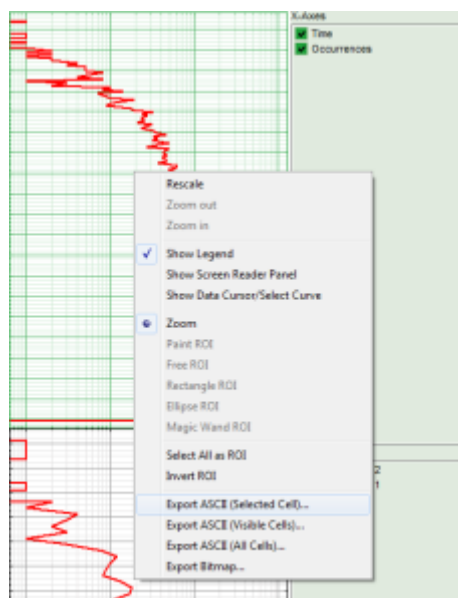 X-Axes
Time
Occurrences
Rescale
Zoom out
Zoom in
Show Legend
Show Screen Reader Panel
Show Data Cursor/Select Curve
Zoom
Paint ROI
Free ROI
Rectangle ROI
Ellipse ROI
Magic Wand ROI
Select All as ROI
Invert ROI
2
1
Export ASCII (Selected Cell)...
Export ASCII (Visible Cells)...
Export ASCII (All Cells)...
Export Bitmap...